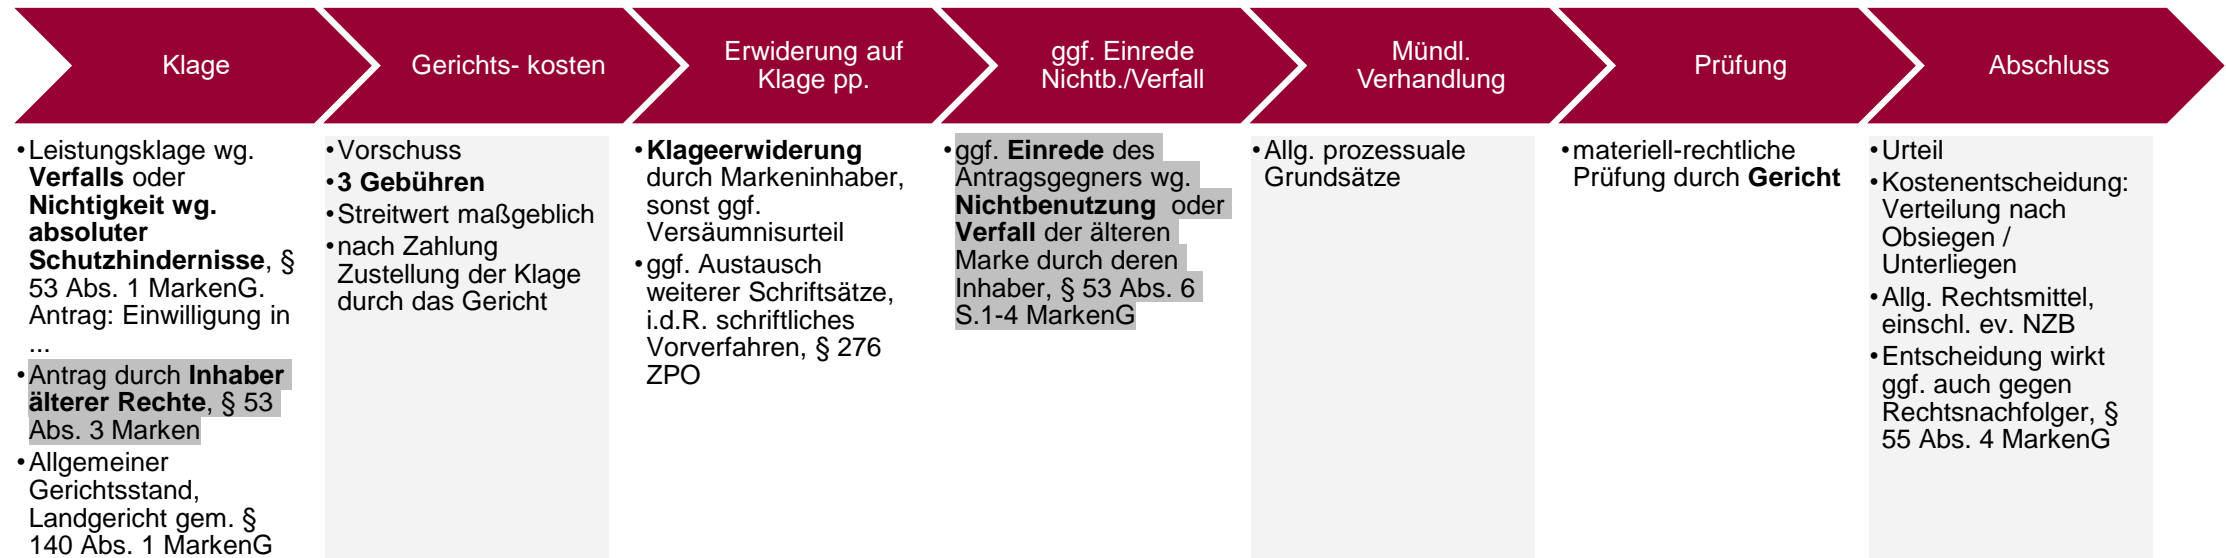 Klage
Gerichts- kosten
Erwiderung auf
Klage pp.
ggf. Einrede
Nichtb./Verfall
Mündl.
Verhandlung
Prüfung
Abschluss
•Leistungsklage wg.
Verfalls oder
Nichtigkeit wg.
absoluter
Schutzhindernisse, §
53 Abs. 1 MarkenG.
Antrag: Einwilligung in
...
•Antrag durch Inhaber
älterer Rechte, § 53
Abs. 3 Marken
•Allgemeiner
Gerichtsstand,
Landgericht gem. §
140 Abs. 1 MarkenG
•Vorschuss
•3 Gebühren
•Streitwert maßgeblich
•nach Zahlung
Zustellung der Klage
durch das Gericht
•Klageerwiderung
durch Markeninhaber,
sonst ggf.
Versäumnisurteil
•ggf. Austausch
weiterer Schriftsätze,
i.d.R. schriftliches
Vorverfahren, § 276
ZPO
•ggf. Einrede des
Antragsgegners wg.
Nichtbenutzung oder
Verfall der älteren
Marke durch deren
Inhaber, § 53 Abs. 6
S.1-4 MarkenG
•Allg. prozessuale
Grundsätze
•materiell-rechtliche
Prüfung durch Gericht
•Urteil
•Kostenentscheidung:
Verteilung nach
Obsiegen /
Unterliegen
•Allg. Rechtsmittel,
einschl. ev. NZB
•Entscheidung wirkt
ggf. auch gegen
Rechtsnachfolger, §
55 Abs. 4 MarkenG